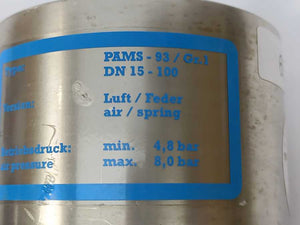 PAMS - 93 / Gr.1
DN 15 - 100
Luft / Feder
air / spring
min. 4,8 bar
pressure max. 8,0 bar